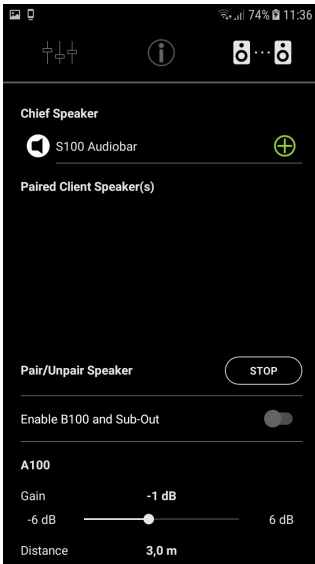 74% 11:36
Chief Speaker
S100 Audiobar
Paired Client Speaker(s)
Pair/Unpair Speaker STOP
Enable B100 and Sub-Out
A100
Gain -1 dB
-6 dB 6 dB
Distance 3,0 m